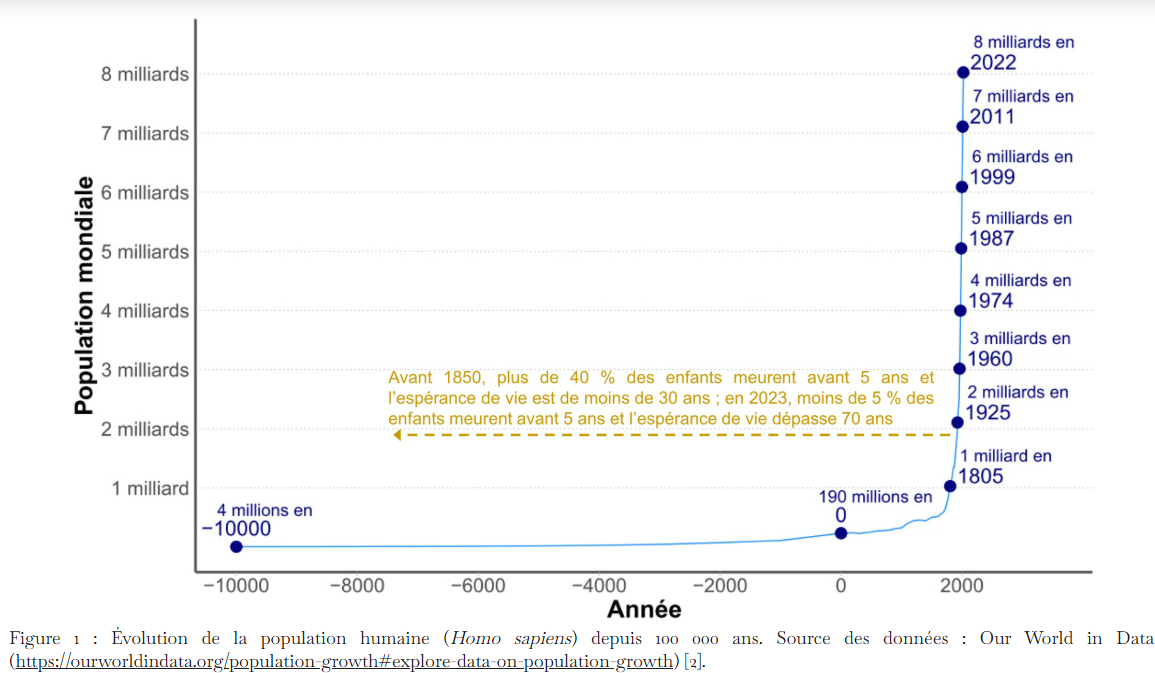 8 milliards en
2022
8 milliards
7 milliards en
2011
7 milliards
6 milliards en
1999
6 milliards
5 milliards en
1987
5 milliards
4 milliards en
1974
4 milliards
3 milliards en
1960
3 milliards
Avant 1850, plus de 40 % des enfants meurent avant 5 ans et
l'espérance de vie est de moins de 30 ans ; en 2023, moins de 5 % des
enfants meurent avant 5 ans et l'espérance de vie dépasse 70 ans
2 milliards en
1925
2 milliards
1 milliard en
1805
1 milliard
190 millions en
0
4 millions en
−10000
Population mondiale
−10000 −8000 −6000 −4000 −2000 0 2000
Année
Figure 1 : Évolution de la population humaine (Homo sapiens) depuis 100 000 ans. Source des données : Our World in Data
(https://ourworldindata.org/population-growth#explore-data-on-population-growth) [2].